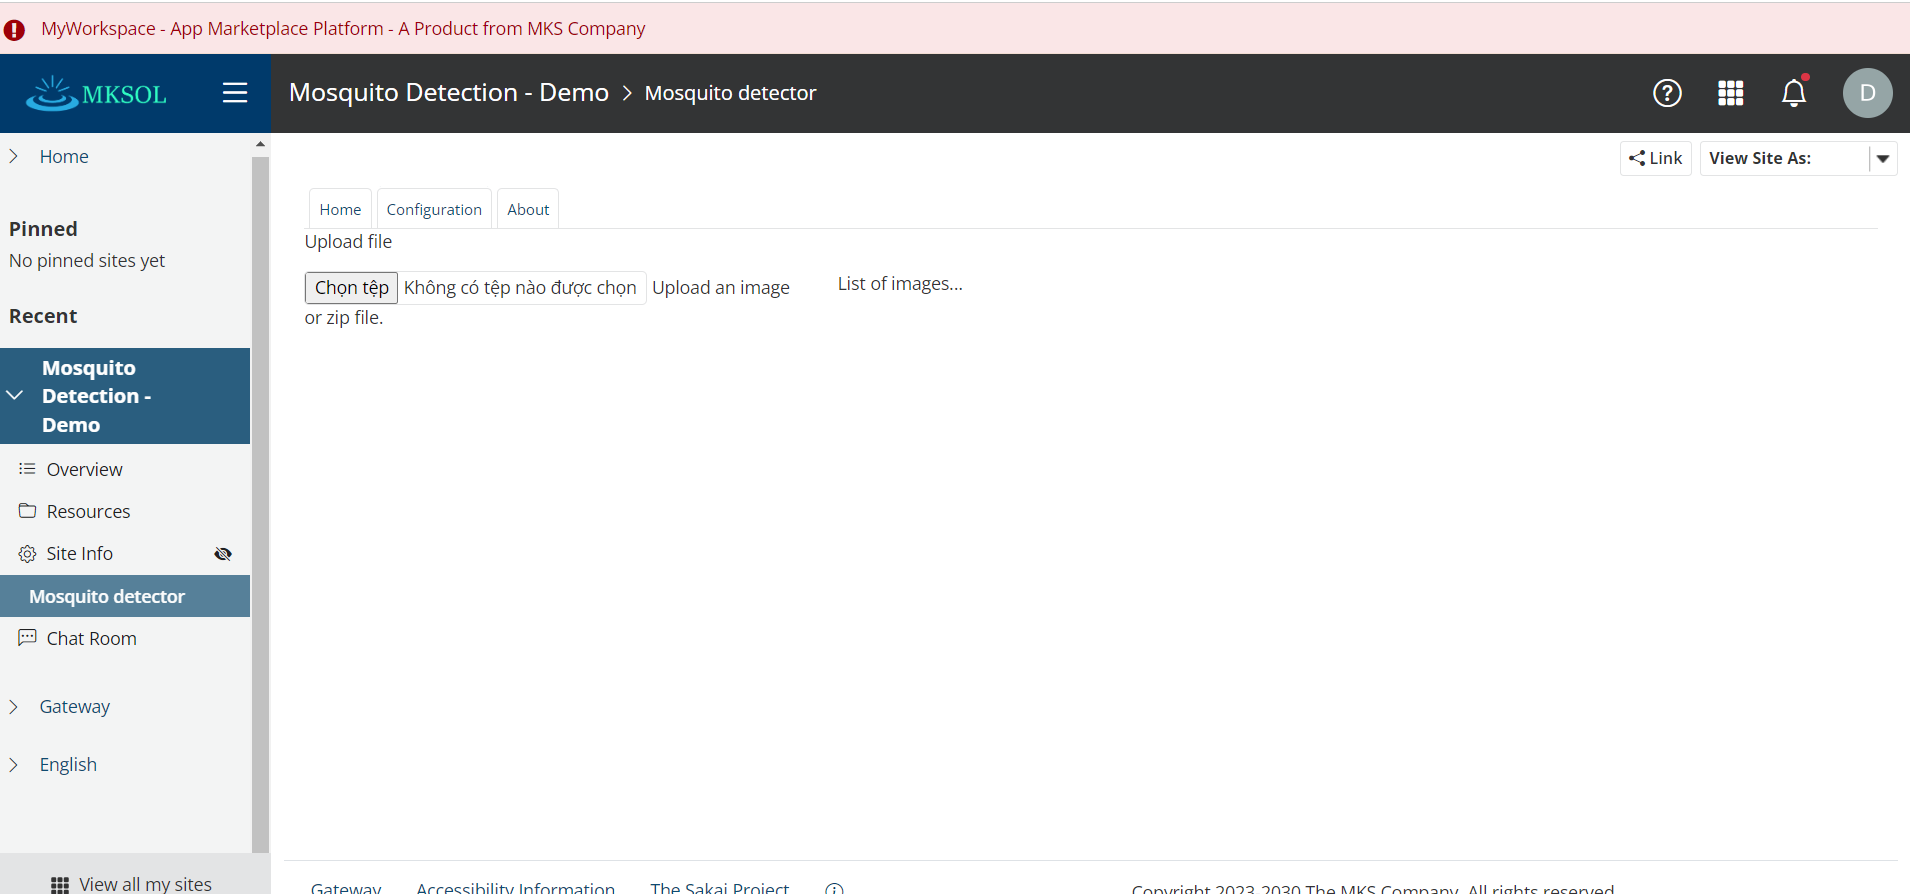 MyWorkspace - App Marketplace Platform - A Product from MKS Company
MKSOL
Mosquito Detection - Demo > Mosquito detector
D
Home
Pinned
No pinned sites yet
Recent
Mosquito
Detection -
Demo
Overview
Resources
Site Info
Mosquito detector
Chat Room
Gateway
English
View all my sites
Link
View Site As:
Home
Configuration
About
Upload file
Chọn tệp Không có tệp nào được chọn Upload an image
or zip file.
List of images...
Gateway
Accessibility Information
The Sakai Project
Copyright 2023-2030 The MKS Company. All rights reserved.